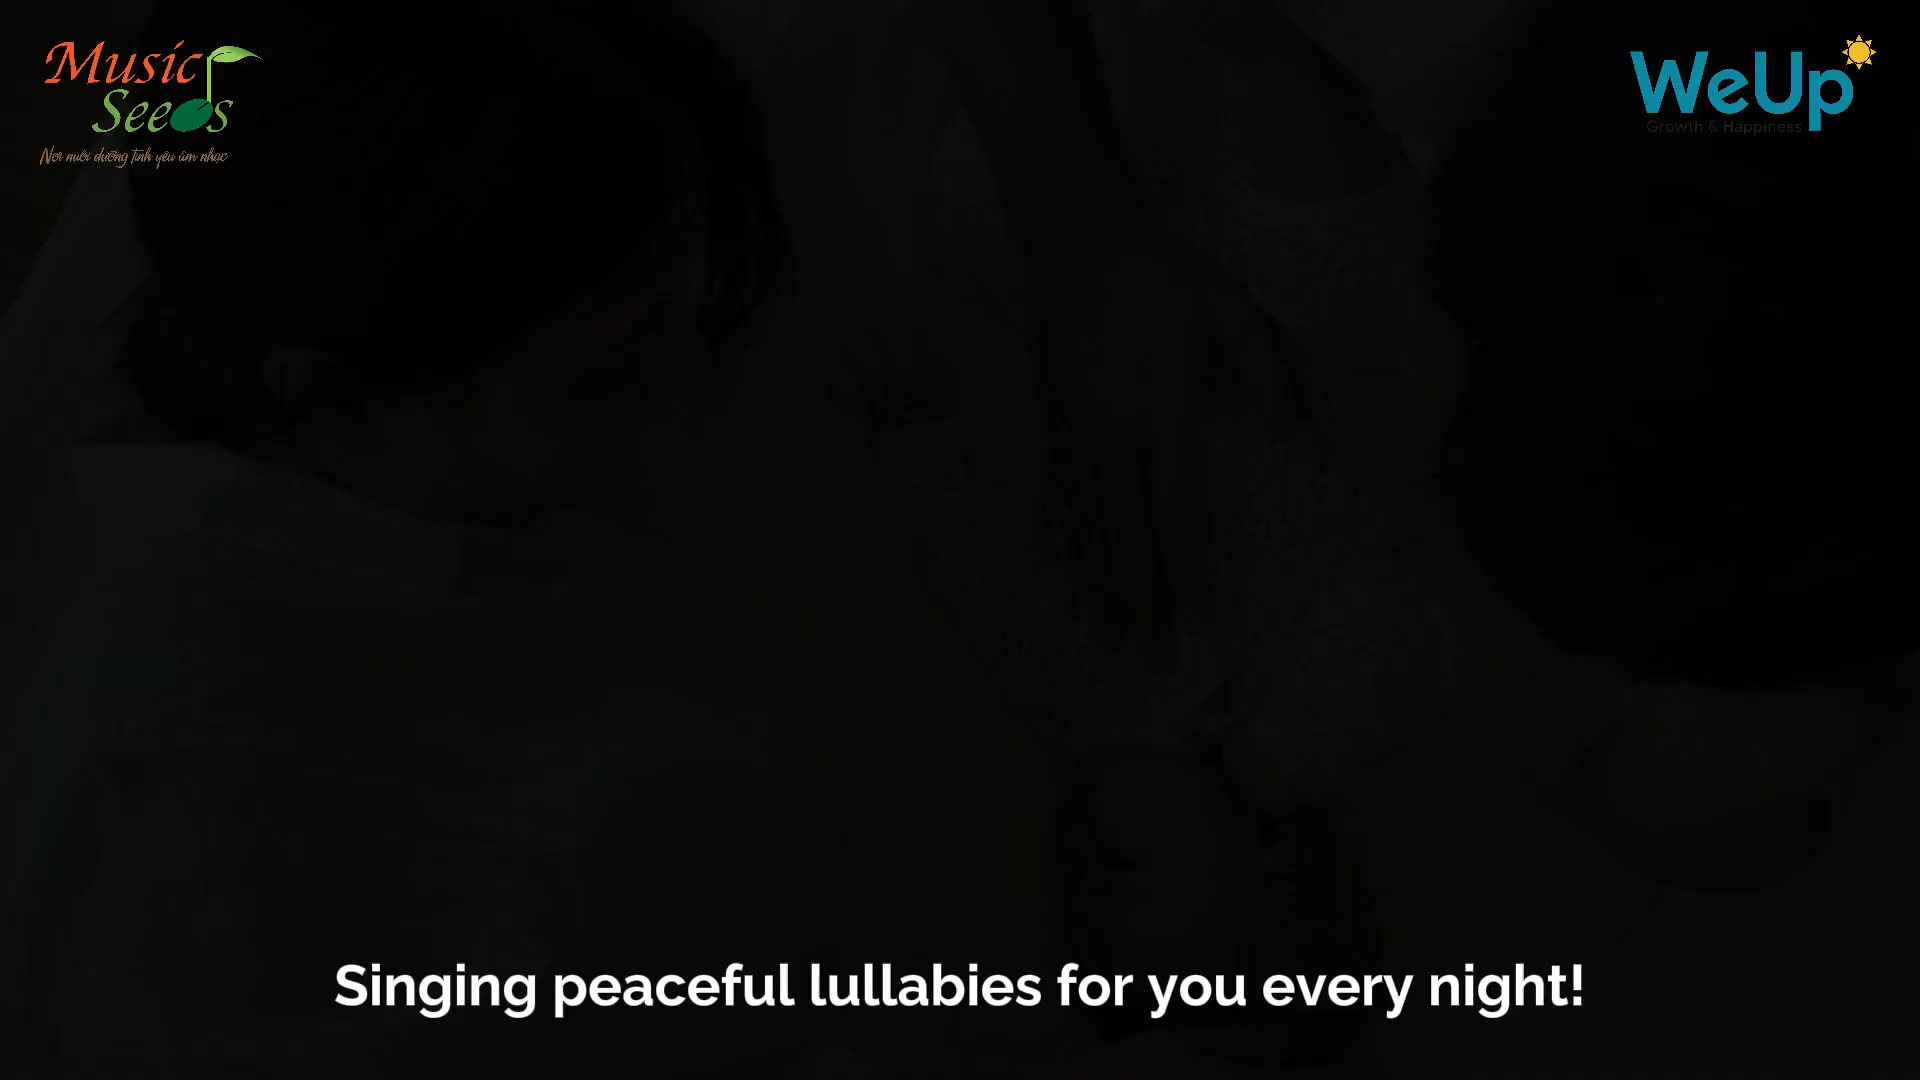 Music
Seeds
Nơi nuôi dưỡng tình yêu âm nhạc
WeUp
Growth & Happiness
Singing peaceful lullabies for you every night!